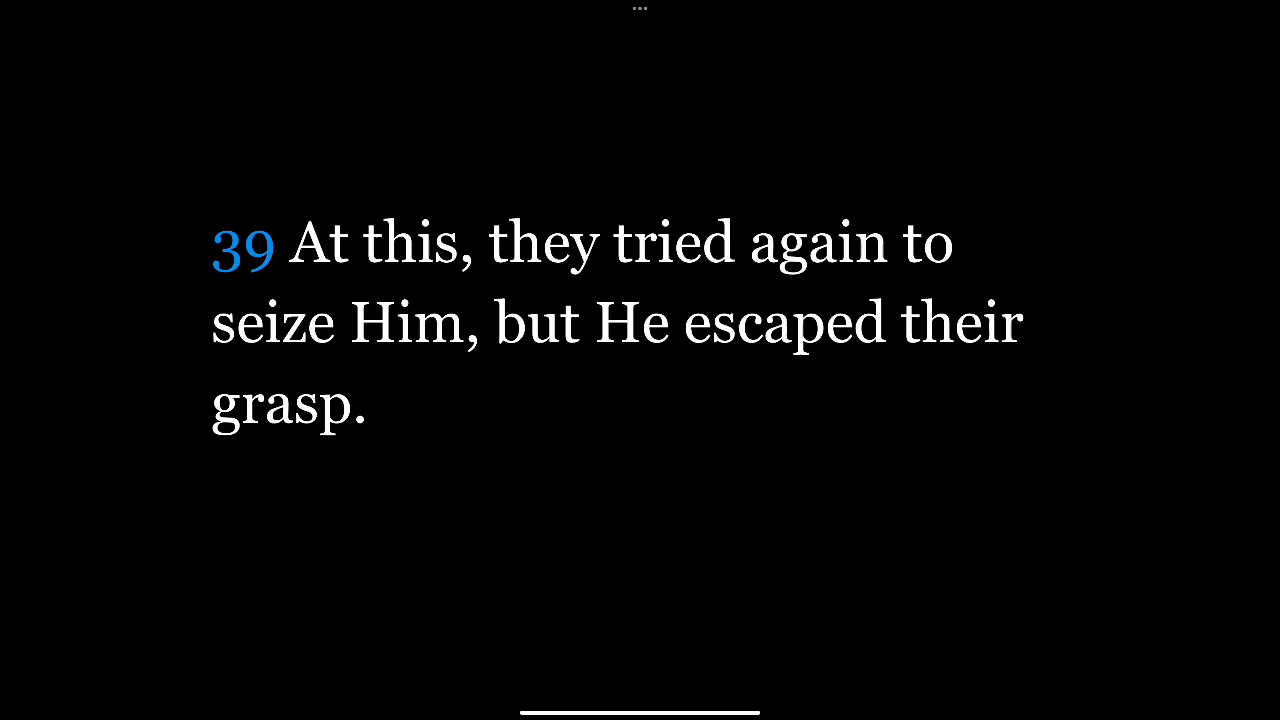 39 At this, they tried again to
seize Him, but He escaped their
grasp.